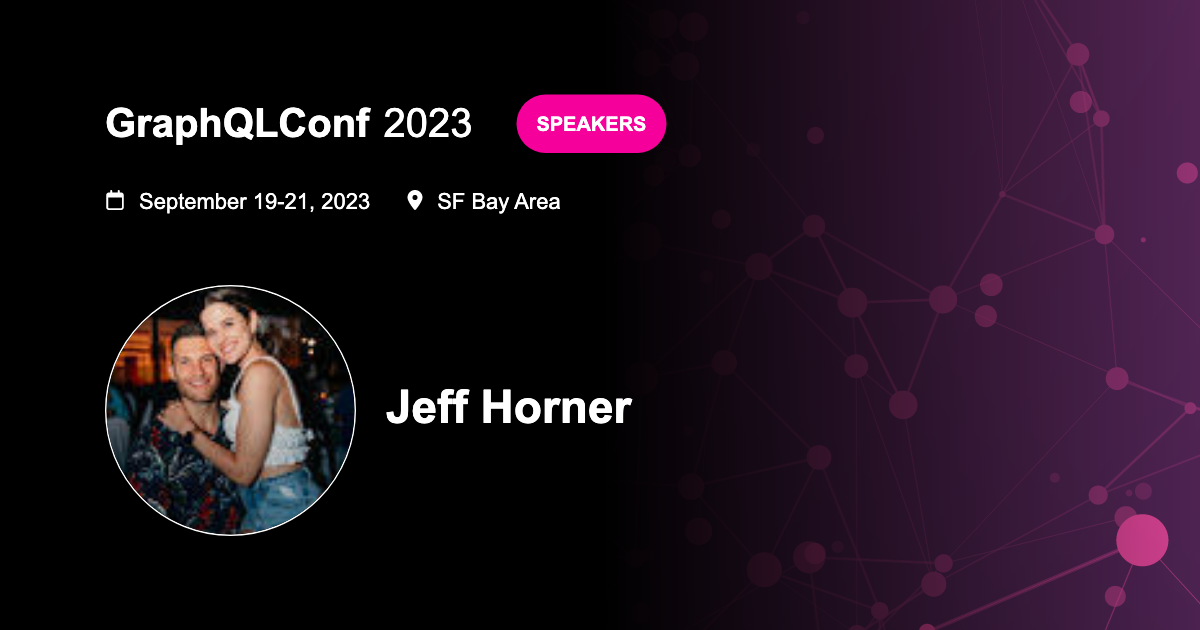 GraphQLConf 2023 SPEAKERS
September 19-21, 2023 SF Bay Area
Jeff Horner